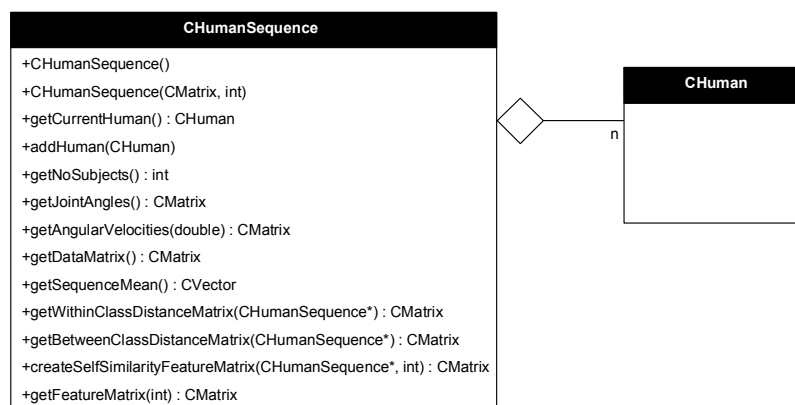 CHumanSequence
+CHumanSequence()
+CHumanSequence(CMatrix, int)
+getCurrentHuman() : CHuman
+addHuman(CHuman)
+getNoSubjects() : int
+getJointAngles() : CMatrix
+getAngularVelocities(double) : CMatrix
+getDataMatrix() : CMatrix
+getSequenceMean() : CVector
+getWithinClassDistanceMatrix(CHumanSequence*) : CMatrix
+getBetweenClassDistanceMatrix(CHumanSequence*) : CMatrix
+createSelfSimilarityFeatureMatrix(CHumanSequence*, int) : CMatrix
+getFeatureMatrix(int) : CMatrix
n
CHuman